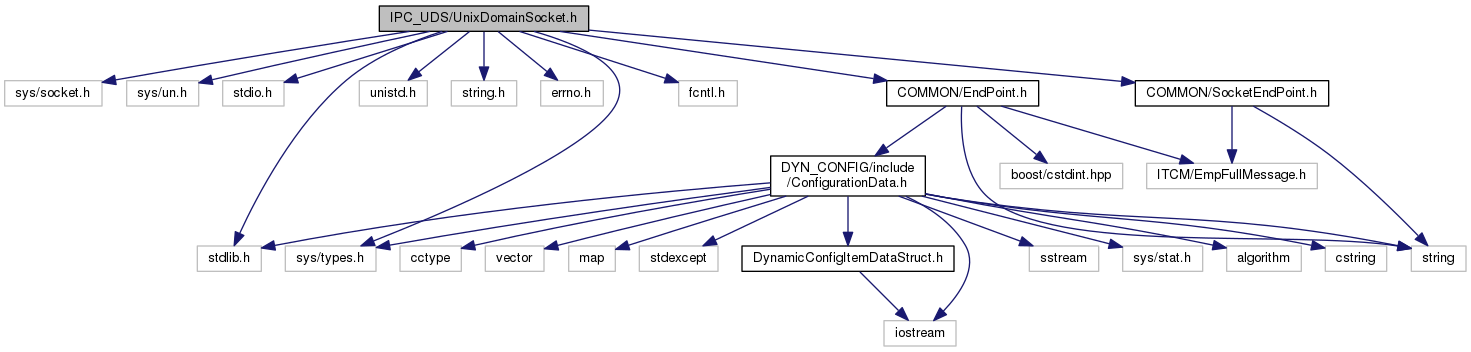 IPC_UDS/UnixDomainSocket.h
sys/socket.h
sys/un.h
stdio.h
unistd.h
string.h
errno.h
fcntl.h
COMMON/EndPoint.h
COMMON/SocketEndPoint.h
DYN_CONFIG/include
/ConfigurationData.h
boost/cstdint.hpp
ITCM/EmpFullMessage.h
stdlib.h
sys/types.h
cctype
vector
map
stdexcept
DynamicConfigItemDataStruct.h
sstream
sys/stat.h
algorithm
cstring
string
iostream